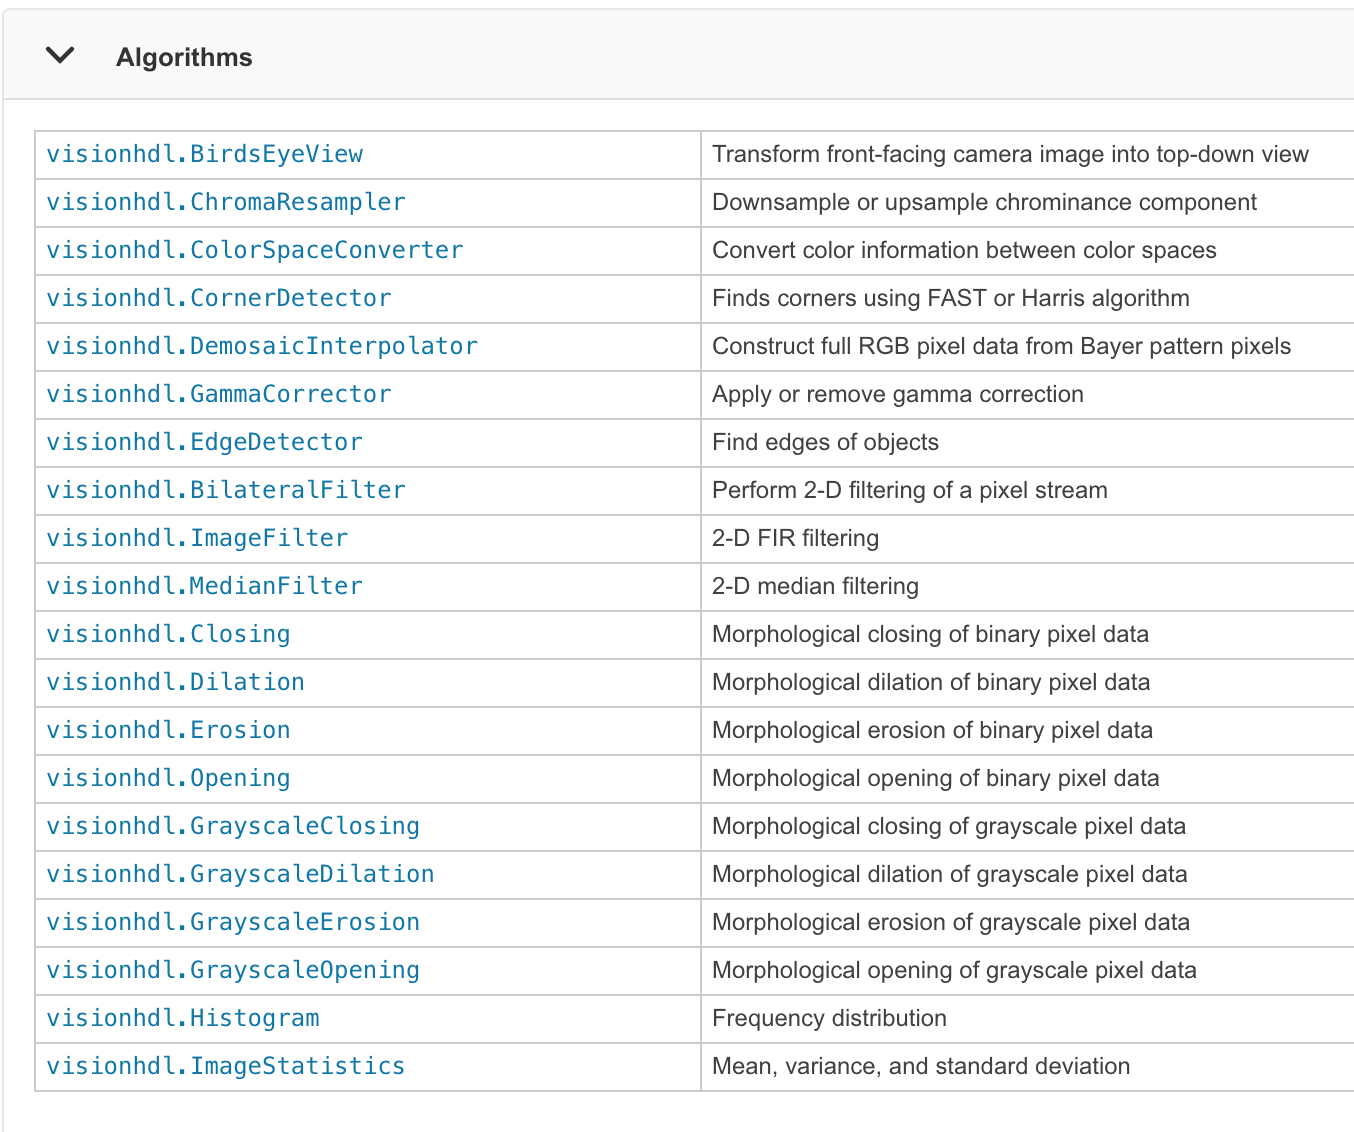 Algorithms
visionhdl.BirdsEyeView Transform front-facing camera image into top-down view
visionhdl.ChromaResampler Downsample or upsample chrominance component
visionhdl.ColorSpaceConverter Convert color information between color spaces
visionhdl.CornerDetector Finds corners using FAST or Harris algorithm
visionhdl.DemosaicInterpolator Construct full RGB pixel data from Bayer pattern pixels
visionhdl.GammaCorrector Apply or remove gamma correction
visionhdl.EdgeDetector Find edges of objects
visionhdl.BilateralFilter Perform 2-D filtering of a pixel stream
visionhdl.ImageFilter 2-D FIR filtering
visionhdl.MedianFilter 2-D median filtering
visionhdl.Closing Morphological closing of binary pixel data
visionhdl.Dilation Morphological dilation of binary pixel data
visionhdl.Erosion Morphological erosion of binary pixel data
visionhdl.Opening Morphological opening of binary pixel data
visionhdl.GrayscaleClosing Morphological closing of grayscale pixel data
visionhdl.GrayscaleDilation Morphological dilation of grayscale pixel data
visionhdl.GrayscaleErosion Morphological erosion of grayscale pixel data
visionhdl.GrayscaleOpening Morphological opening of grayscale pixel data
visionhdl.Histogram Frequency distribution
visionhdl.ImageStatistics Mean, variance, and standard deviation